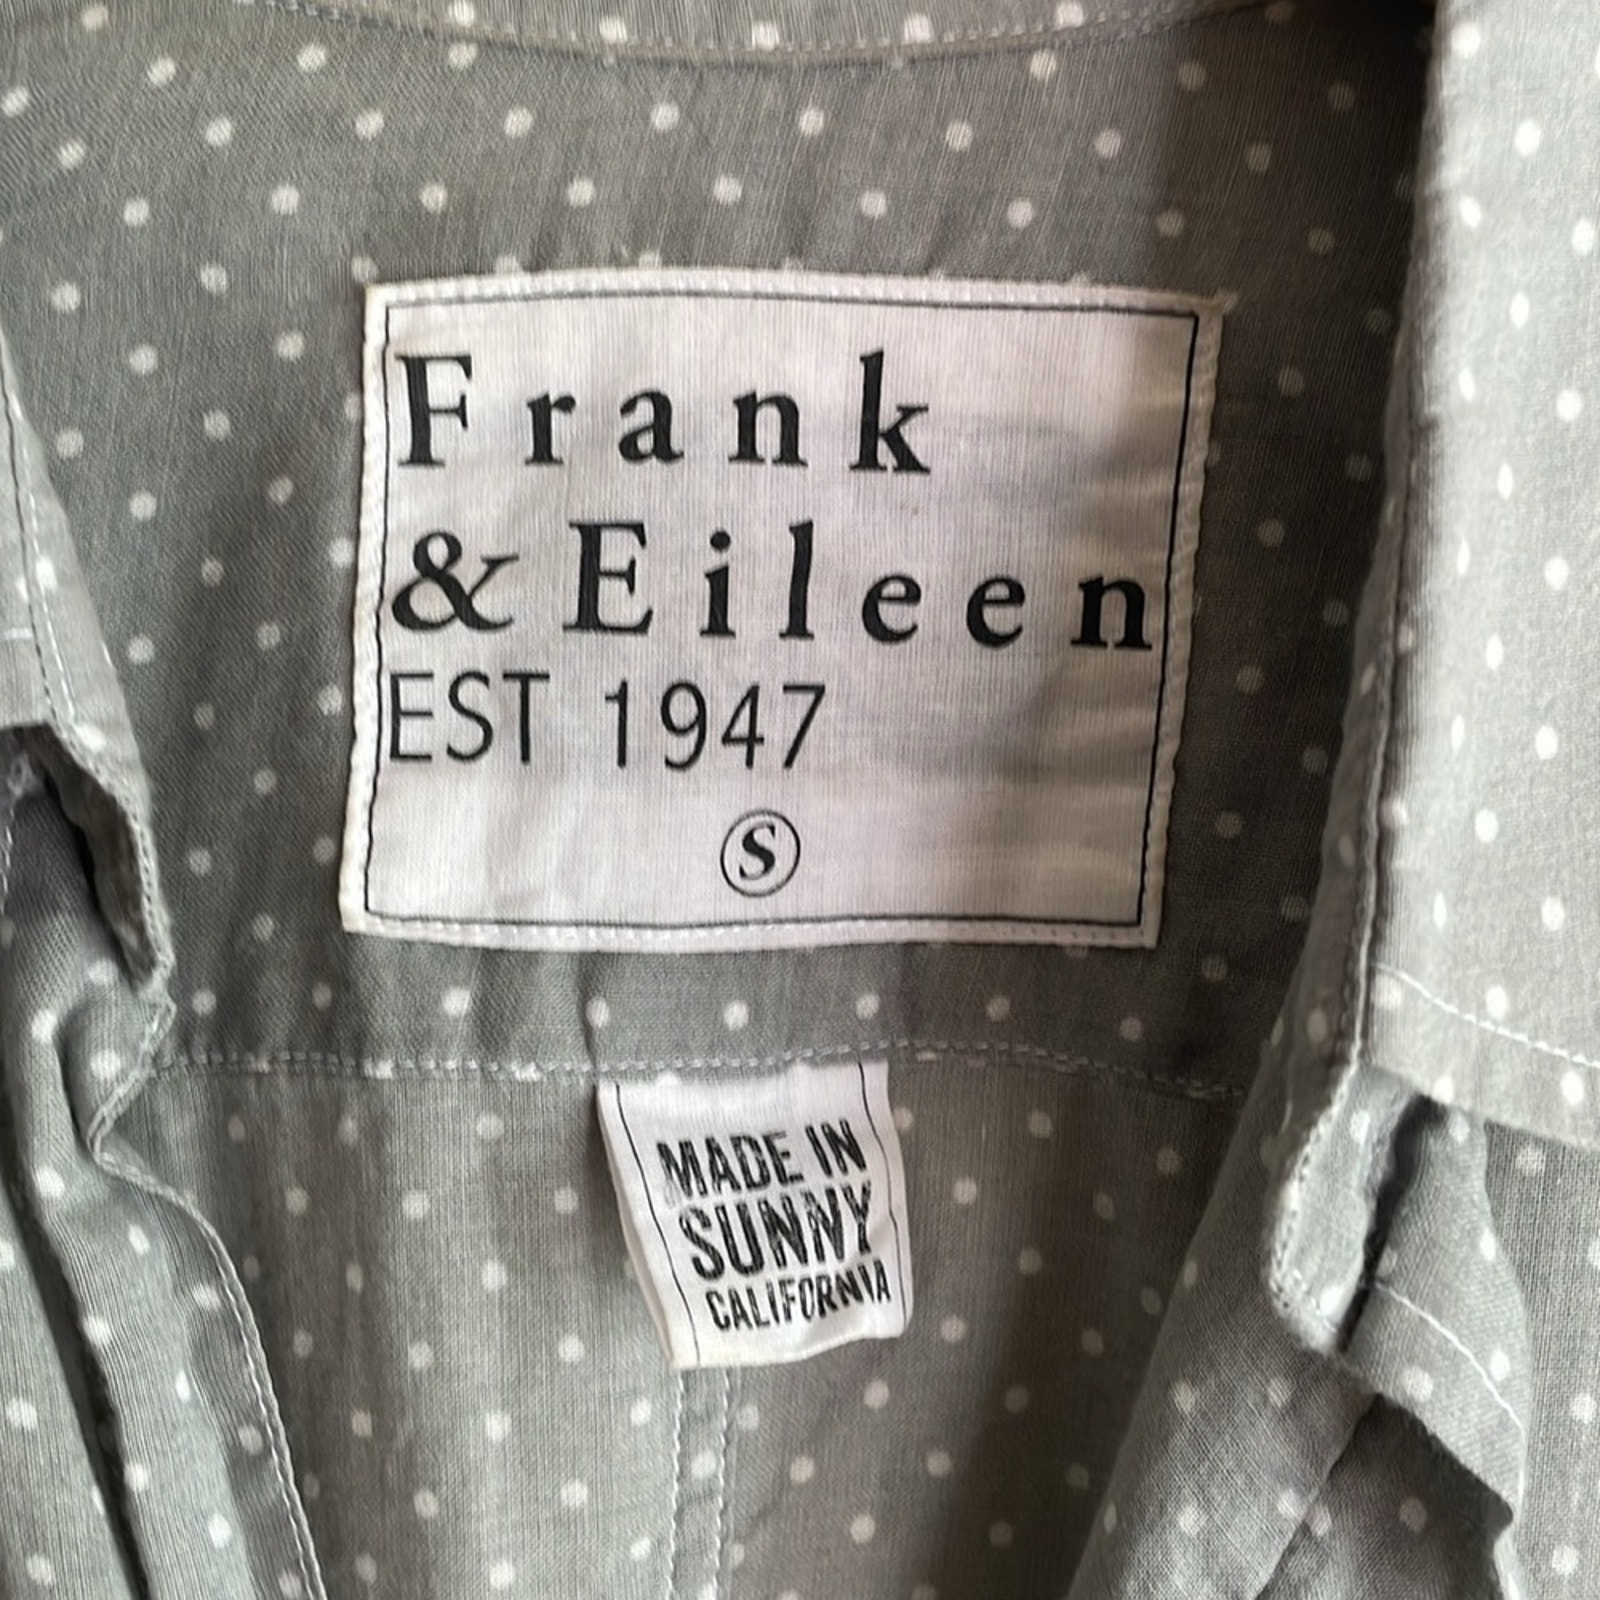 Frank
& Eileen
EST 1947
S
MADE IN
SUNNY
CALIFORNIA